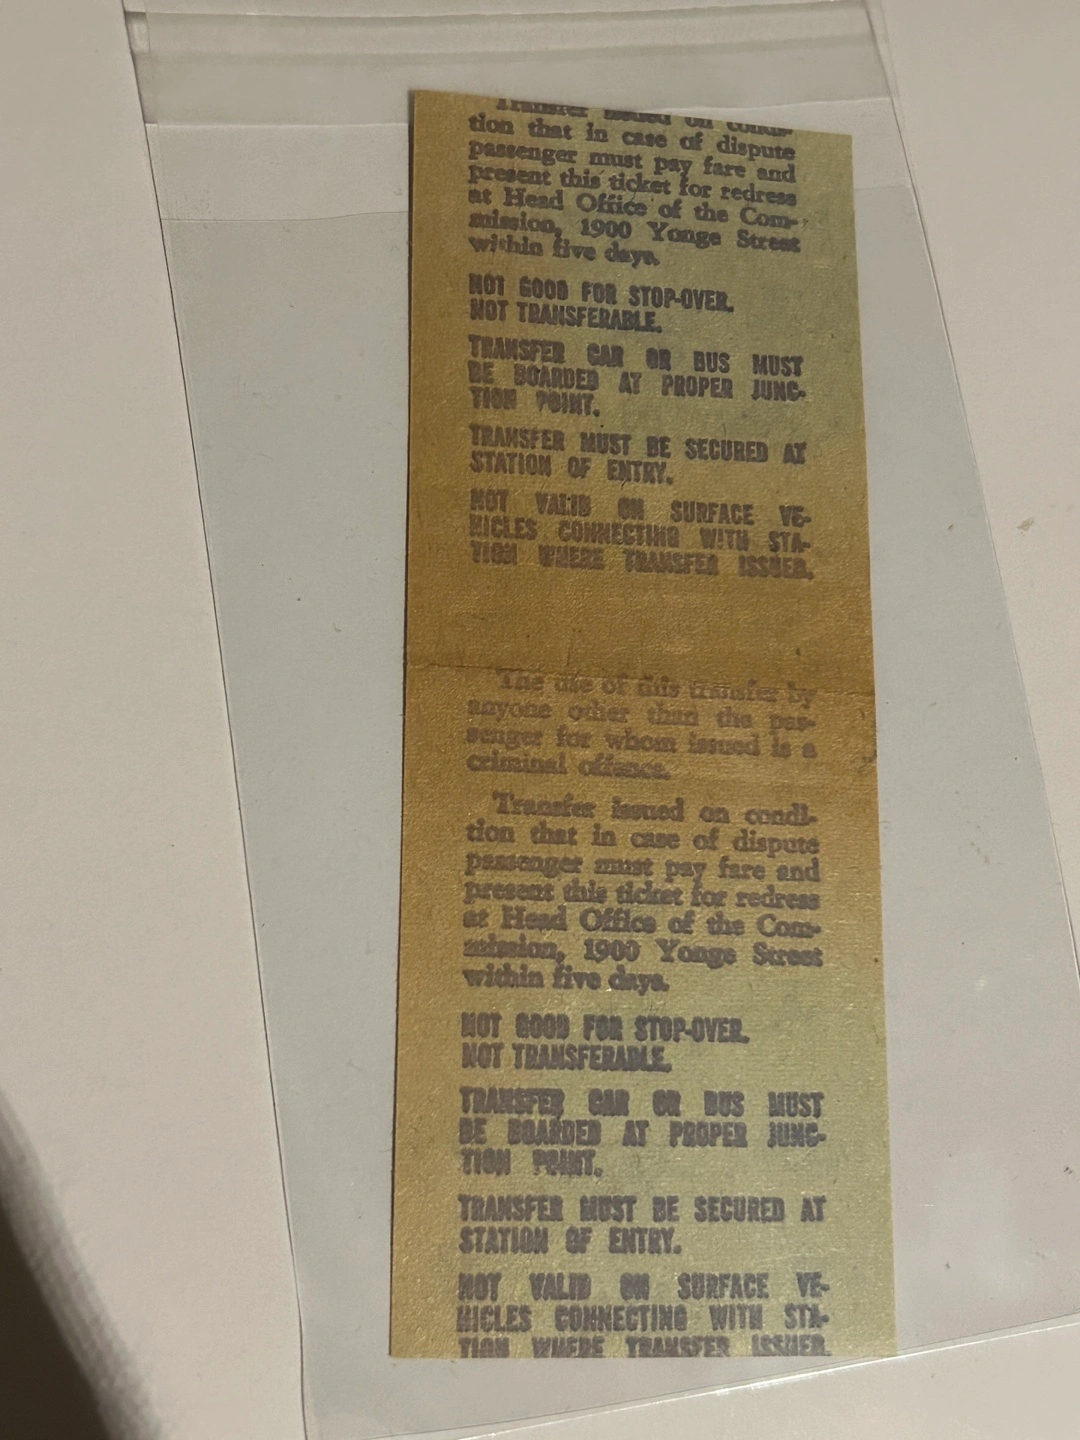 Transfer issued on condi-
tion that in case of dispute
passenger must pay fare and
present this ticket for redress
at Head Office of the Com-
mission, 1900 Yonge Street
within five days.
NOT GOOD FOR STOP-OVER.
NOT TRANSFERABLE.
TRANSFER CAR OR BUS MUST
BE BOARDED AT PROPER JUNC-
TION POINT.
TRANSFER MUST BE SECURED AT
STATION OF ENTRY.
NOT VALID ON SURFACE VE-
HICLES CONNECTING WITH STA-
TION WHERE TRANSFER ISSUED.
The use of this transfer by
anyone other than the pas-
senger for whom issued is a
criminal offence.
Transfer issued on condi-
tion that in case of dispute
passenger must pay fare and
present this ticket for redress
at Head Office of the Com-
mission, 1900 Yonge Street
within five days.
NOT GOOD FOR STOP-OVER.
NOT TRANSFERABLE.
TRANSFER CAR OR BUS MUST
BE BOARDED AT PROPER JUNC-
TION POINT.
TRANSFER MUST BE SECURED AT
STATION OF ENTRY.
NOT VALID ON SURFACE VE-
HICLES CONNECTING WITH STA-
TION WHERE TRANSFER ISSUED.